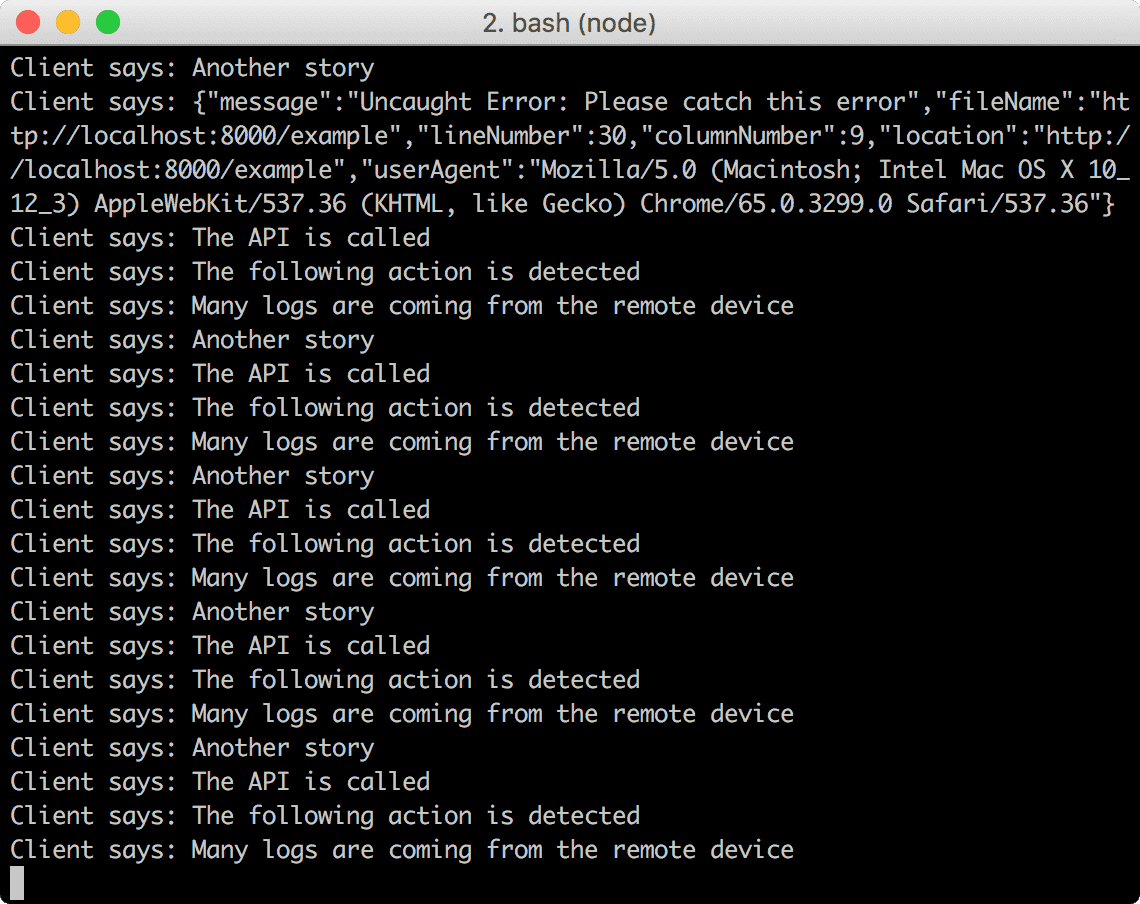 2. bash (node)
Client says: Another story
Client says: {"message":"Uncaught Error: Please catch this error","fileName":"ht
tp://localhost:8000/example","lineNumber":30,"columnNumber":9,"location":"http:/
/localhost:8000/example","userAgent":"Mozilla/5.0 (Macintosh; Intel Mac OS X 10_
12_3) AppleWebKit/537.36 (KHTML, like Gecko) Chrome/65.0.3299.0 Safari/537.36"}
Client says: The API is called
Client says: The following action is detected
Client says: Many logs are coming from the remote device
Client says: Another story
Client says: The API is called
Client says: The following action is detected
Client says: Many logs are coming from the remote device
Client says: Another story
Client says: The API is called
Client says: The following action is detected
Client says: Many logs are coming from the remote device
Client says: Another story
Client says: The API is called
Client says: The following action is detected
Client says: Many logs are coming from the remote device
Client says: Another story
Client says: The API is called
Client says: The following action is detected
Client says: Many logs are coming from the remote device